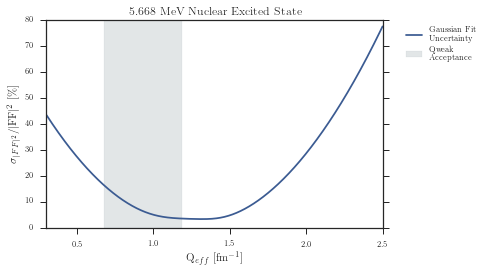 5.668 MeV Nuclear Excited State
σ|FF|²/|FF|² [%]
80
70
60
50
40
30
20
10
0
0.5 1.0 1.5 2.0 2.5
Qeff [fm⁻¹]
Gaussian Fit
Uncertainty
Qweak
Acceptance